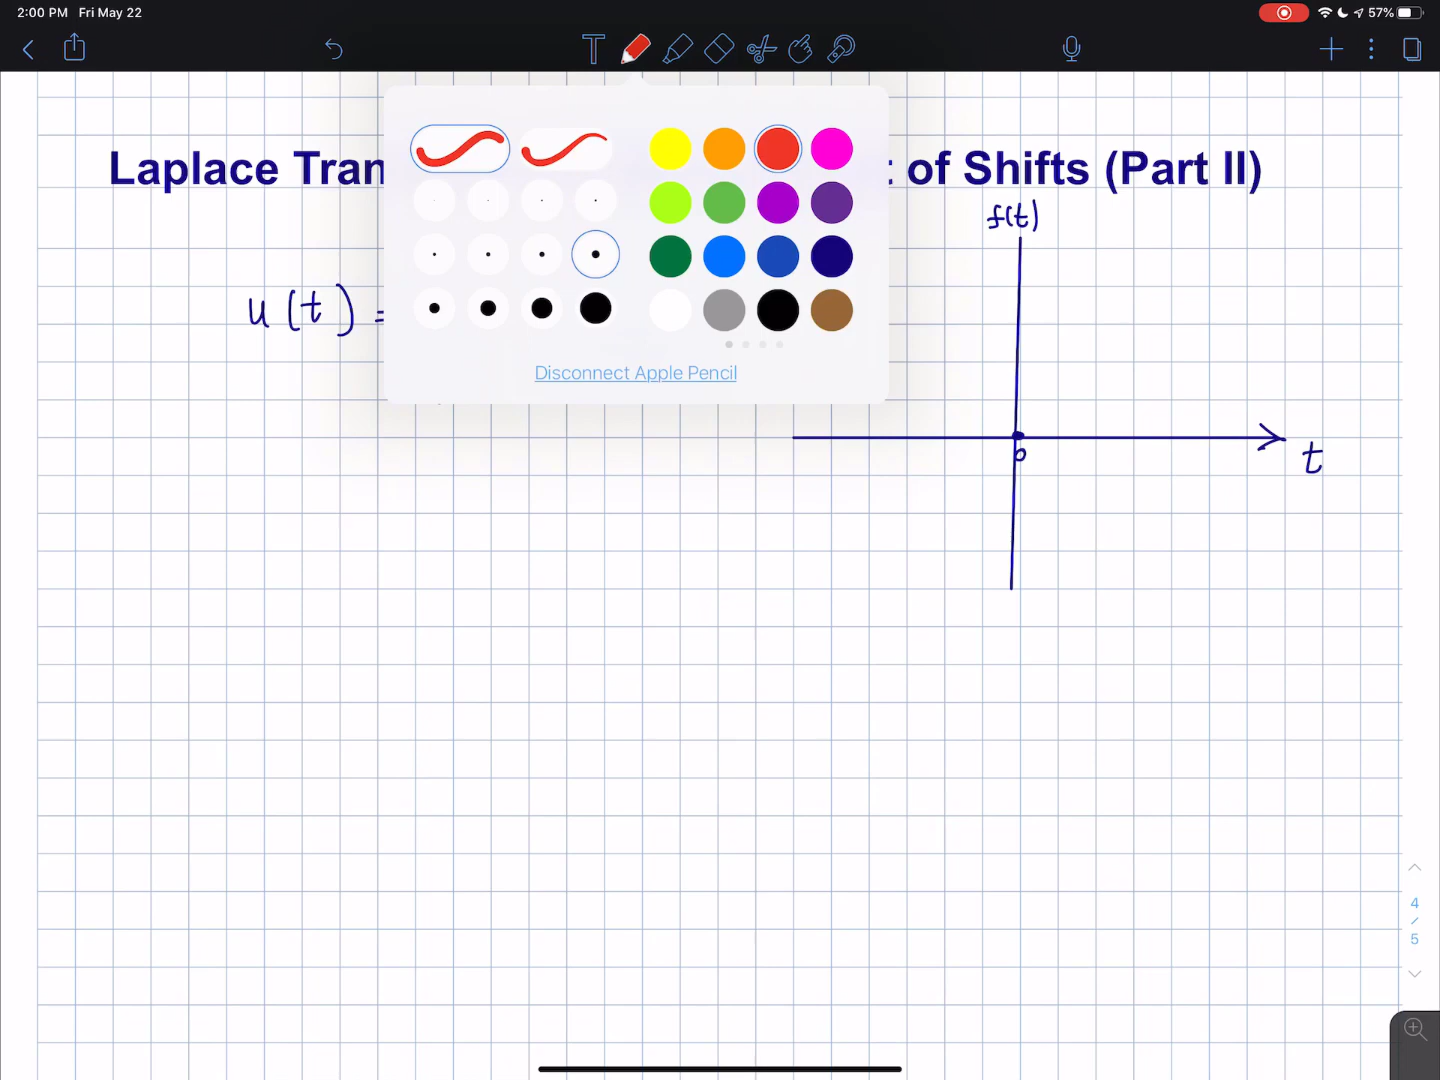 2:00 PM Fri May 22
57%
T
Laplace Tran t of Shifts (Part II)
f(t)
u(t) =
Disconnect Apple Pencil
0
t
4
/
5